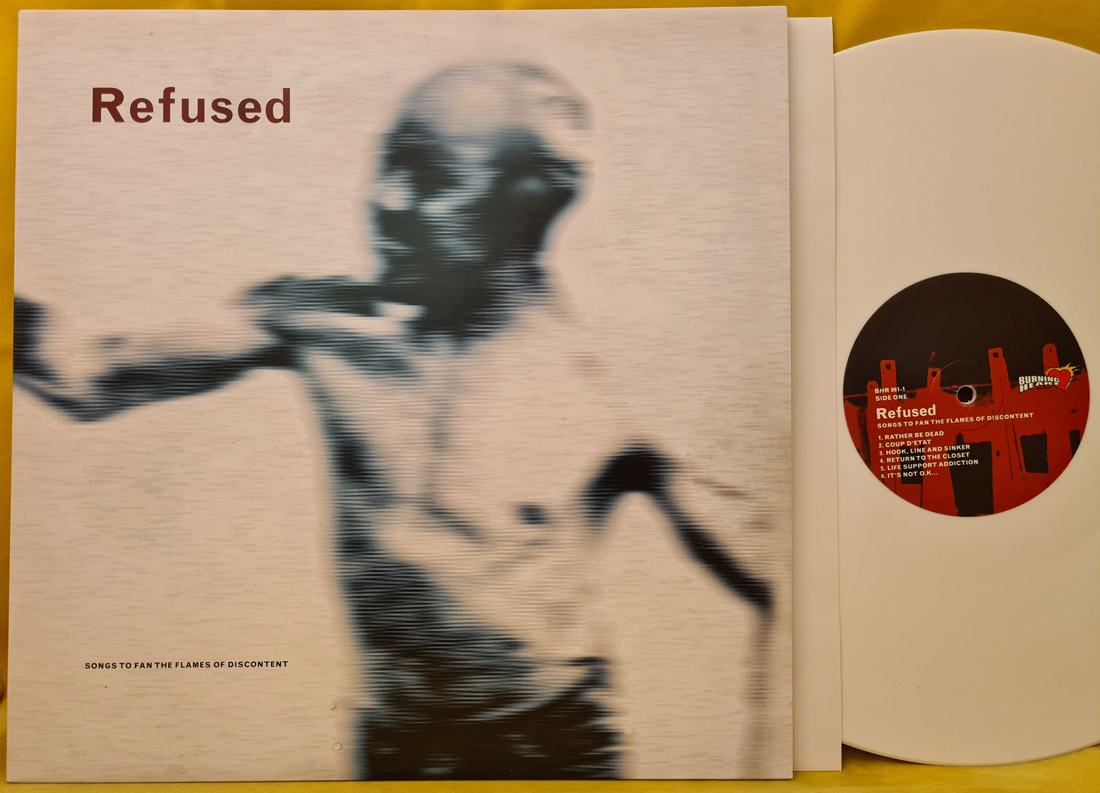 Refused
SONGS TO FAN THE FLAMES OF DISCONTENT
BHR 061-1
SIDE ONE
BURNING
HEART
Refused
SONGS TO FAN THE FLAMES OF DISCONTENT
1. RATHER BE DEAD
2. COUP D'ETAT
3. HOOK, LINE AND SINKER
4. RETURN TO THE CLOSET
5. LIFE SUPPORT ADDICTION
6. IT'S NOT O.K...